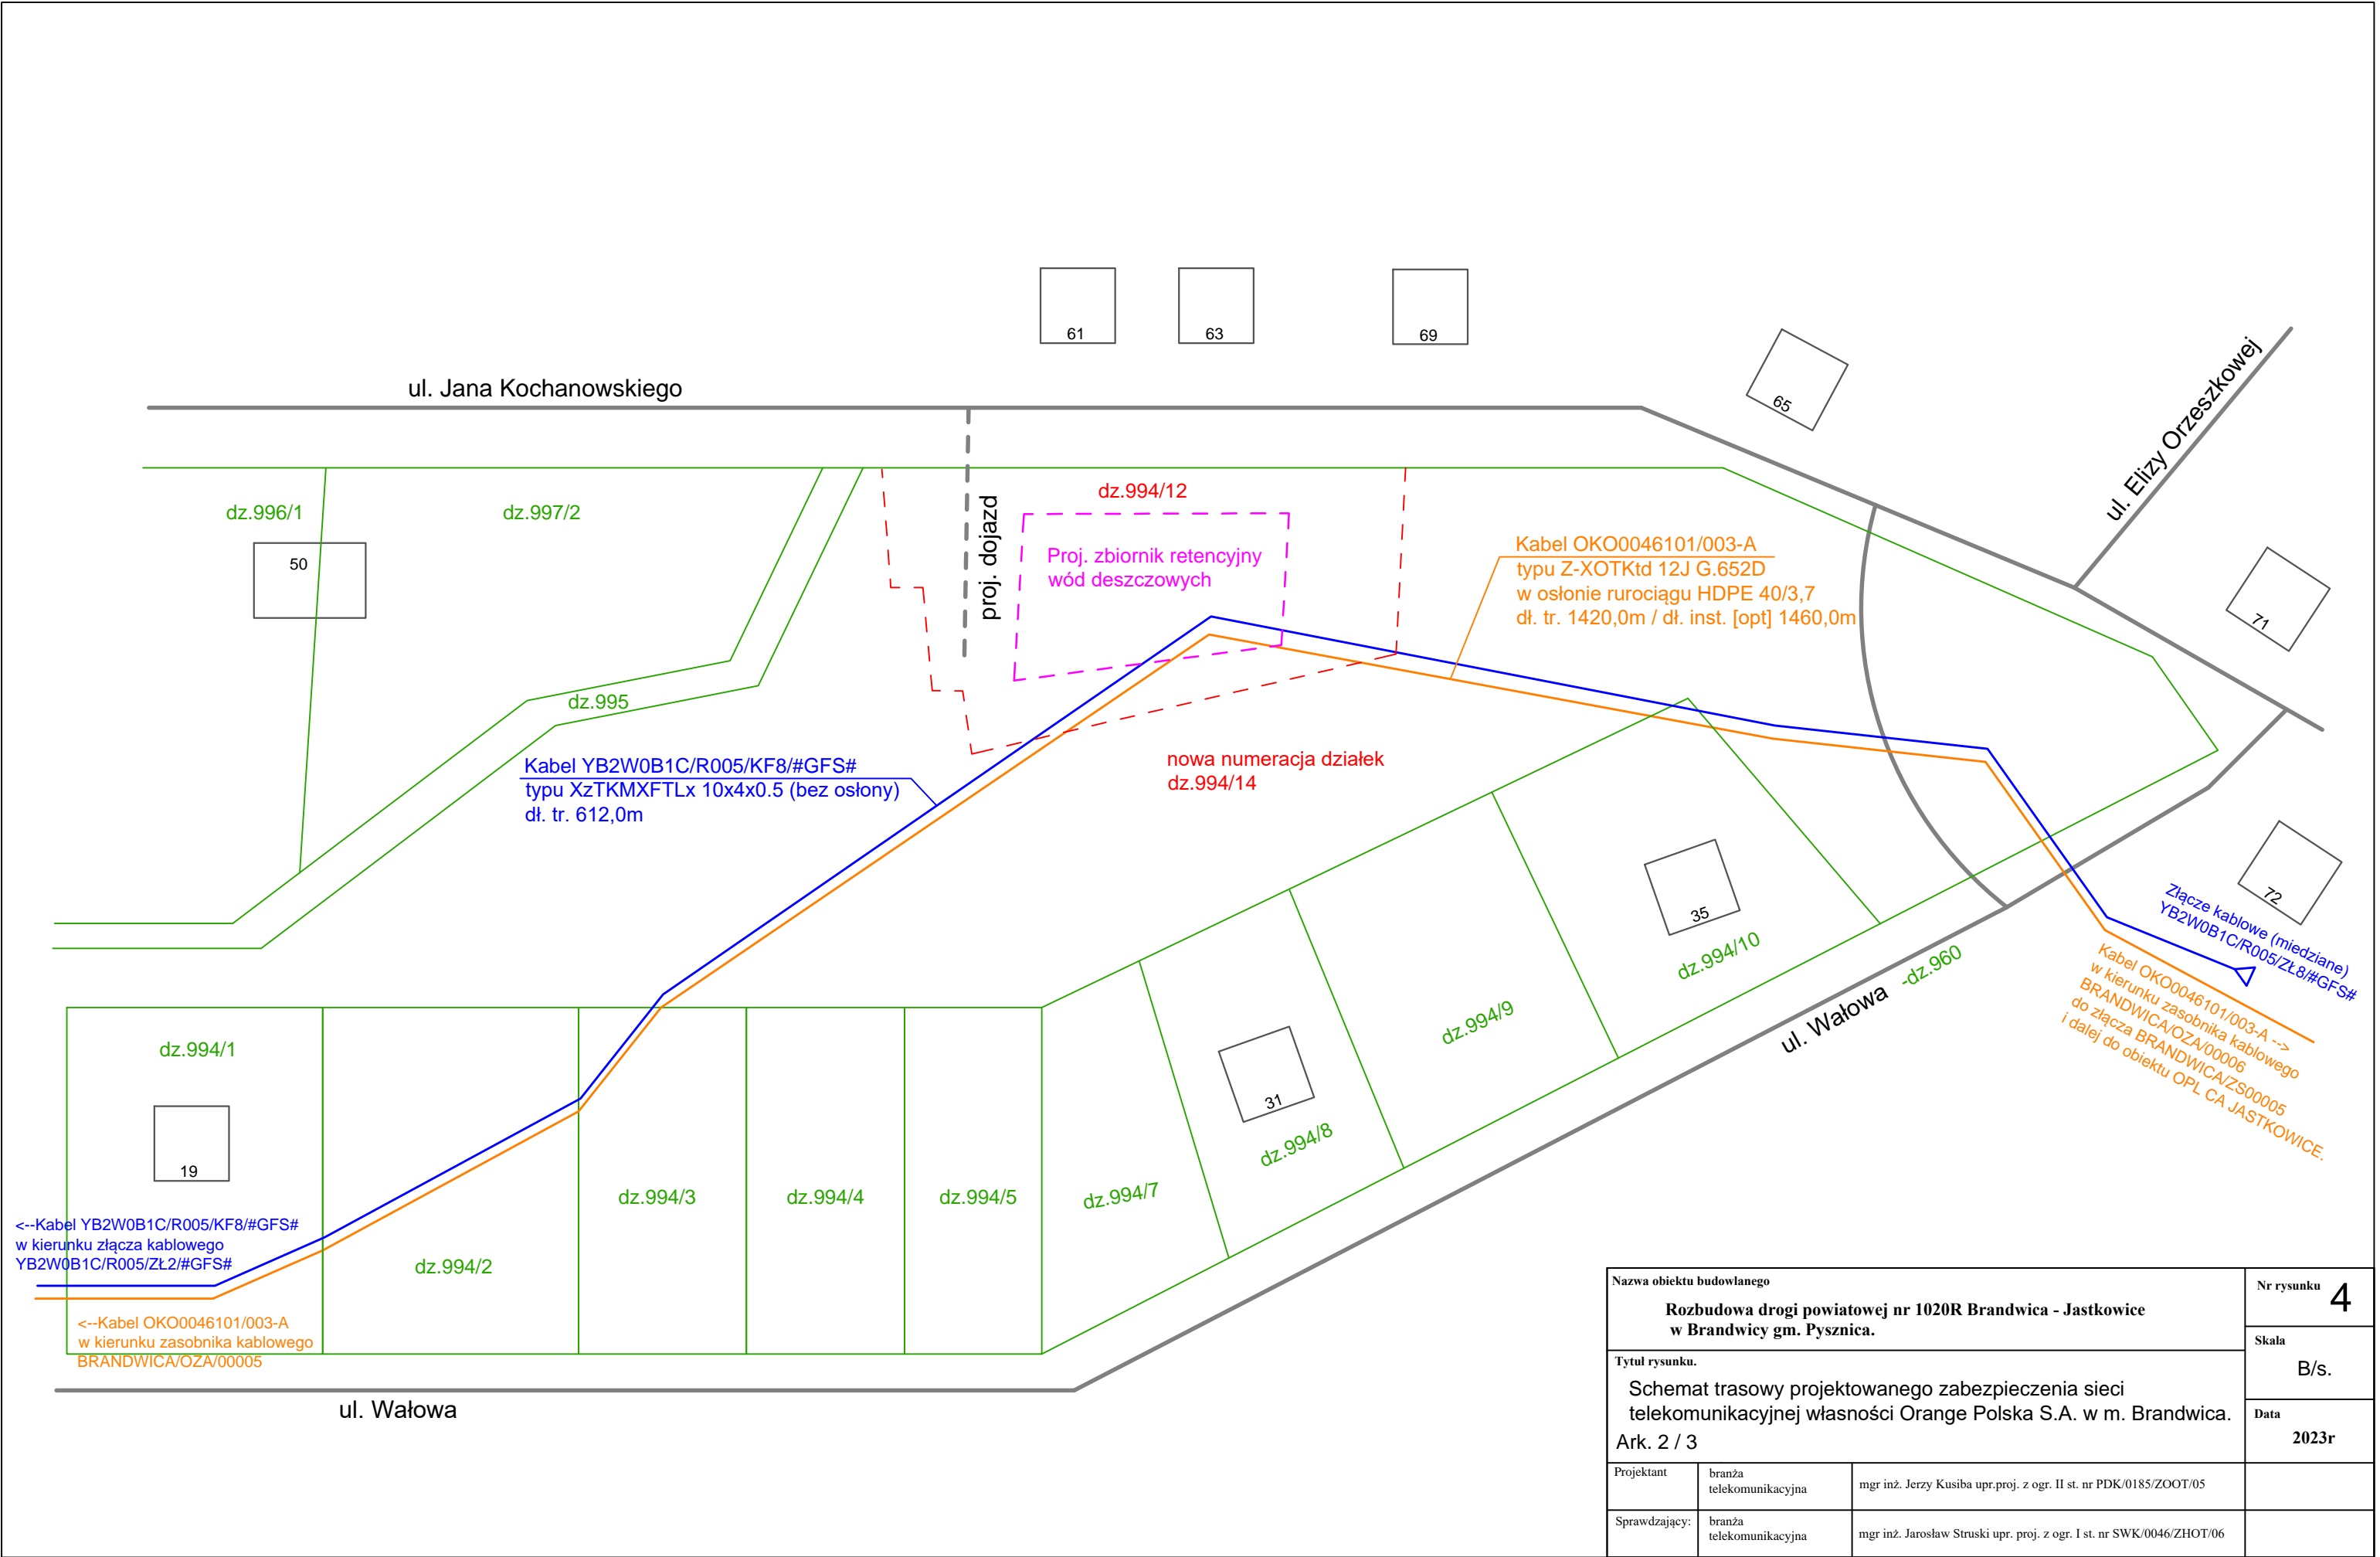 61
63
69
65
ul. Jana Kochanowskiego
ul. Elizy Orzeszkowej
dz.996/1
dz.997/2
50
dz.994/12
proj. dojazd
Proj. zbiornik retencyjny
wód deszczowych
Kabel OKO0046101/003-A
typu Z-XOTKtd 12J G.652D
w osłonie rurociągu HDPE 40/3,7
dł. tr. 1420,0m / dł. inst. [opt] 1460,0m
71
dz.995
Kabel YB2W0B1C/R005/KF8/#GFS#
typu XzTKMXFTLx 10x4x0.5 (bez osłony)
dł. tr. 612,0m
nowa numeracja działek
dz.994/14
72
35
Złącze kablowe (miedziane)
YB2W0B1C/R005/ZŁ8/#GFS#
Kabel OKO0046101/003-A -->
w kierunku zasobnika kablowego
BRANDWICA/OZA/00006
do złącza BRANDWICA/ZS00005
i dalej do obiektu OPL CA JASTKOWICE.
dz.994/10
ul. Wałowa
-dz.960
dz.994/9
31
dz.994/8
dz.994/7
dz.994/1
19
dz.994/2
dz.994/3
dz.994/4
dz.994/5
<--Kabel YB2W0B1C/R005/KF8/#GFS#
w kierunku złącza kablowego
YB2W0B1C/R005/ZŁ2/#GFS#
<--Kabel OKO0046101/003-A
w kierunku zasobnika kablowego
BRANDWICA/OZA/00005
ul. Wałowa
Nazwa obiektu budowlanego
Rozbudowa drogi powiatowej nr 1020R Brandwica - Jastkowice
w Brandwicy gm. Pysznica.
Nr rysunku 4
Skala
B/s.
Tytuł rysunku.
Schemat trasowy projektowanego zabezpieczenia sieci
telekomunikacyjnej własności Orange Polska S.A. w m. Brandwica.
Ark. 2 / 3
Data
2023r
Projektant
branża
telekomunikacyjna
mgr inż. Jerzy Kusiba upr.proj. z ogr. II st. nr PDK/0185/ZOOT/05
Sprawdzający:
branża
telekomunikacyjna
mgr inż. Jarosław Struski upr. proj. z ogr. I st. nr SWK/0046/ZHOT/06